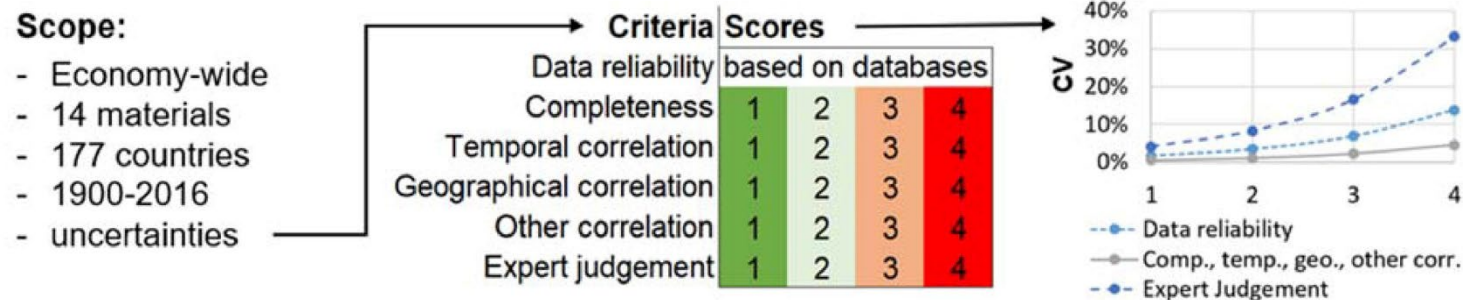 Scope:
- Economy-wide
- 14 materials
- 177 countries
- 1900-2016
- uncertainties
Criteria Scores
Data reliability based on databases
Completeness 1 2 3 4
Temporal correlation 1 2 3 4
Geographical correlation 1 2 3 4
Other correlation 1 2 3 4
Expert judgement 1 2 3 4
CV
40%
30%
20%
10%
0%
1 2 3 4
Data reliability
Comp., temp., geo., other corr.
Expert Judgement